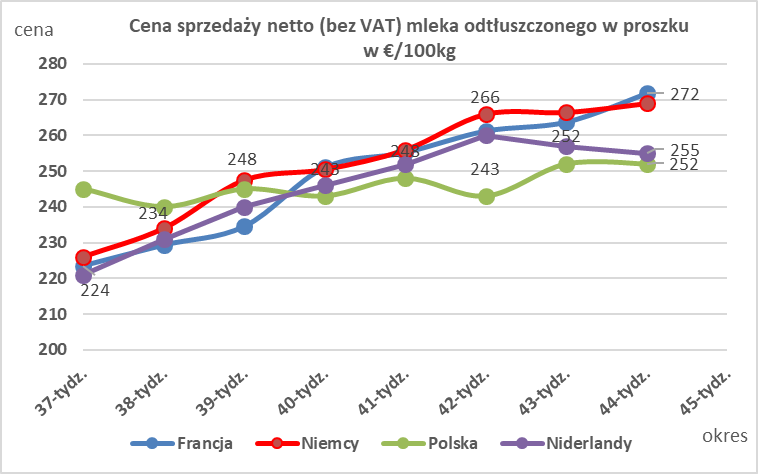 cena
Cena sprzedaży netto (bez VAT) mleka odtłuszczonego w proszku
w €/100kg
280
270
260
250
240
230
220
210
200
224
234
248
243
248
266
243
252
272
255
252
37-tydz.
38-tydz.
39-tydz.
40-tydz.
41-tydz.
42-tydz.
43-tydz.
44-tydz.
45-tydz.
okres
Francja Niemcy Polska Niderlandy